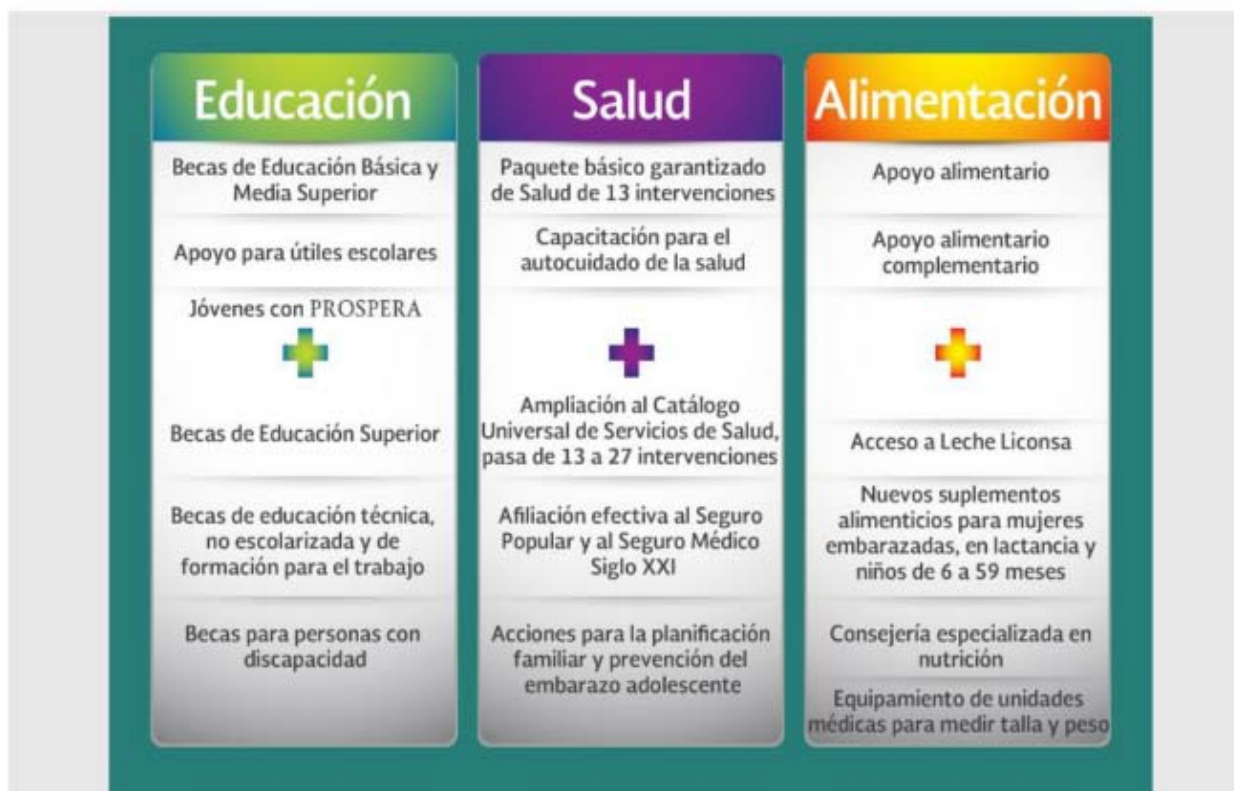 Educación
Becas de Educación Básica y
Media Superior
Apoyo para útiles escolares
Jóvenes con PROSPERA
Becas de Educación Superior
Becas de educación técnica,
no escolarizada y de
formación para el trabajo
Becas para personas con
discapacidad
Salud
Paquete básico garantizado
de Salud de 13 intervenciones
Capacitación para el
autocuidado de la salud
Ampliación al Catálogo
Universal de Servicios de Salud,
pasa de 13 a 27 intervenciones
Afiliación efectiva al Seguro
Popular y al Seguro Médico
Siglo XXI
Acciones para la planificación
familiar y prevención del
embarazo adolescente
Alimentación
Apoyo alimentario
Apoyo alimentario
complementario
Acceso a Leche Liconsa
Nuevos suplementos
alimenticios para mujeres
embarazadas, en lactancia y
niños de 6 a 59 meses
Consejería especializada en
nutrición
Equipamiento de unidades
médicas para medir talla y peso